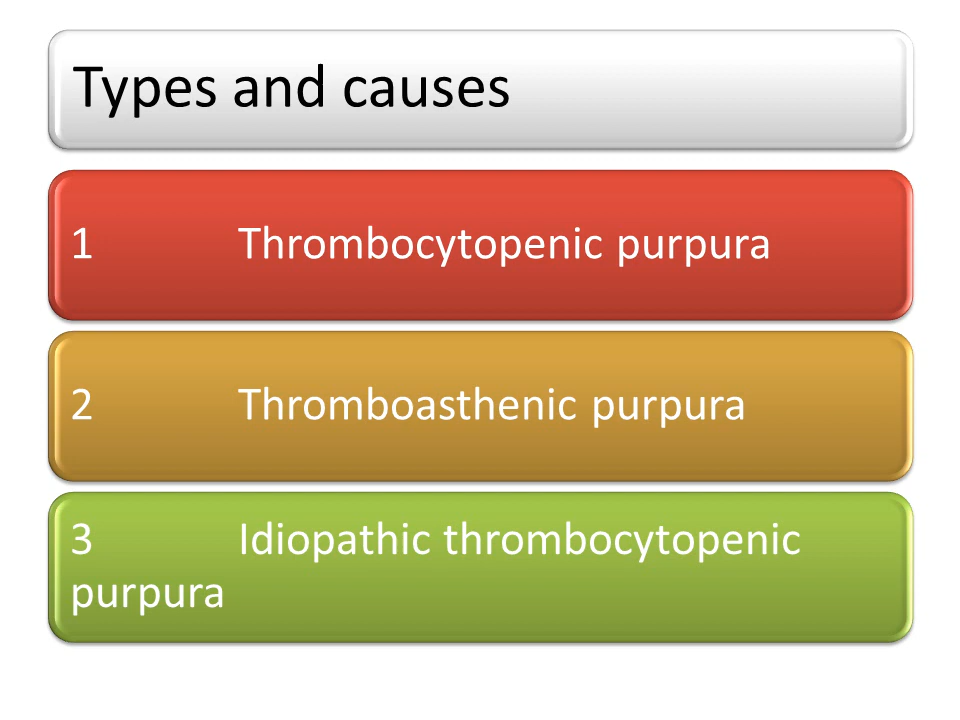 Types and causes
1 Thrombocytopenic purpura
2 Thromboasthenic purpura
3 Idiopathic thrombocytopenic
purpura